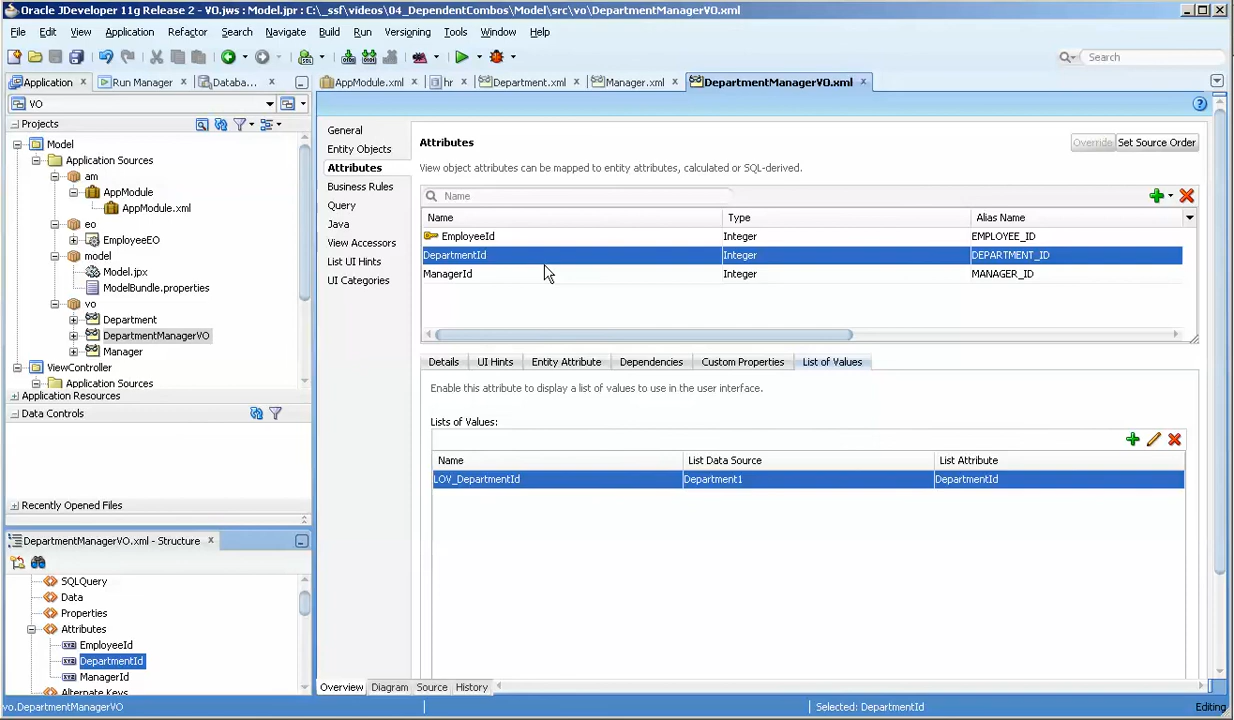 Oracle JDeveloper 11g Release 2 - VO.jws : Model.jpr : C:\_ssf\videos\04_DependentCombos\Model\src\vo\DepartmentManagerVO.xml
File Edit View Application Refactor Search Navigate Build Run Versioning Tools Window Help
Search
Application Run Manager Databa...
AppModule.xml hr Department.xml Manager.xml DepartmentManagerVO.xml
VO
Projects
Model
Application Sources
am
AppModule
AppModule.xml
eo
EmployeeEO
model
Model.jpx
ModelBundle.properties
vo
Department
DepartmentManagerVO
Manager
ViewController
Application Sources
Application Resources
Data Controls
Recently Opened Files
DepartmentManagerVO.xml - Structure
SQLQuery
Data
Properties
Attributes
EmployeeId
DepartmentId
ManagerId
Alternate Keys
General
Entity Objects
Attributes
Business Rules
Query
Java
View Accessors
List UI Hints
UI Categories
Attributes
Override Set Source Order
View object attributes can be mapped to entity attributes, calculated or SQL-derived.
Name
Name Type Alias Name
EmployeeId Integer EMPLOYEE_ID
DepartmentId Integer DEPARTMENT_ID
ManagerId Integer MANAGER_ID
Details UI Hints Entity Attribute Dependencies Custom Properties List of Values
Enable this attribute to display a list of values to use in the user interface.
Lists of Values:
Name List Data Source List Attribute
LOV_DepartmentId Department1 DepartmentId
Overview Diagram Source History
vo.DepartmentManagerVO Selected: DepartmentId Editing